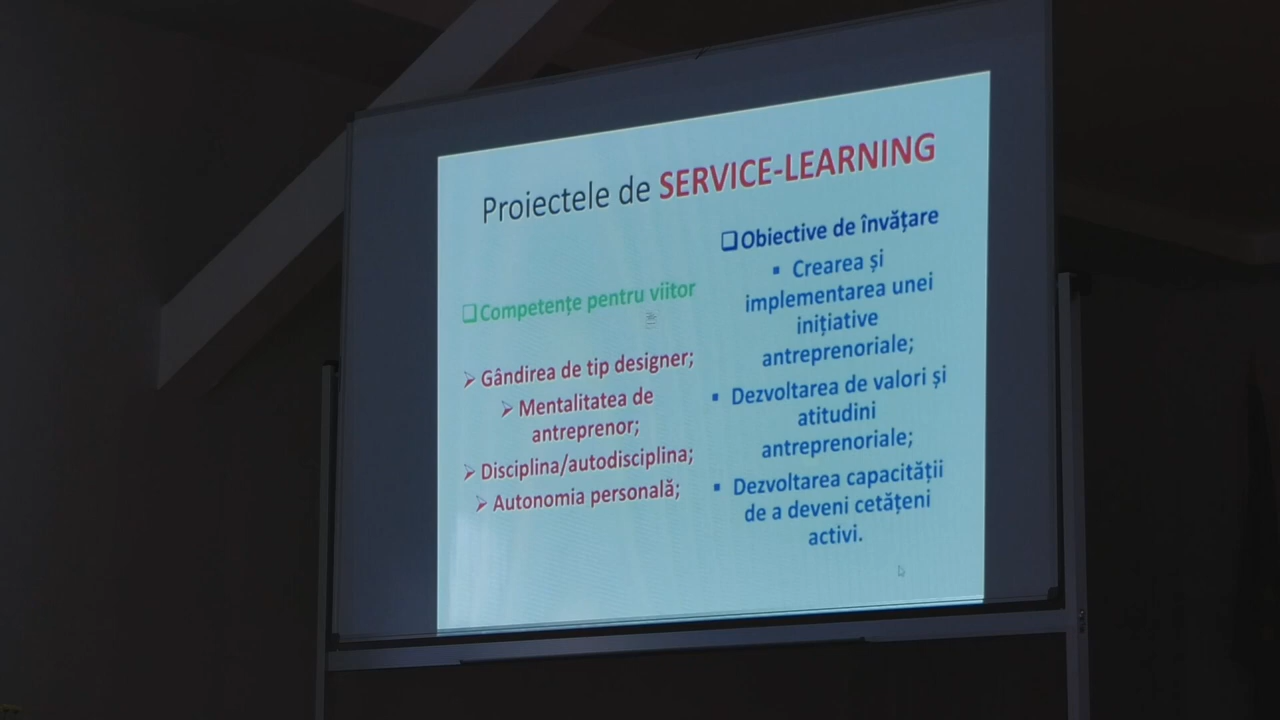 Proiectele de SERVICE-LEARNING
Competențe pentru viitor
Gândirea de tip designer;
Mentalitatea de
antreprenor;
Disciplina/autodisciplina;
Autonomia personală;
Obiective de învățare
Crearea și
implementarea unei
inițiative
antreprenoriale;
Dezvoltarea de valori și
atitudini
antreprenoriale;
Dezvoltarea capacității
de a deveni cetățeni
activi.